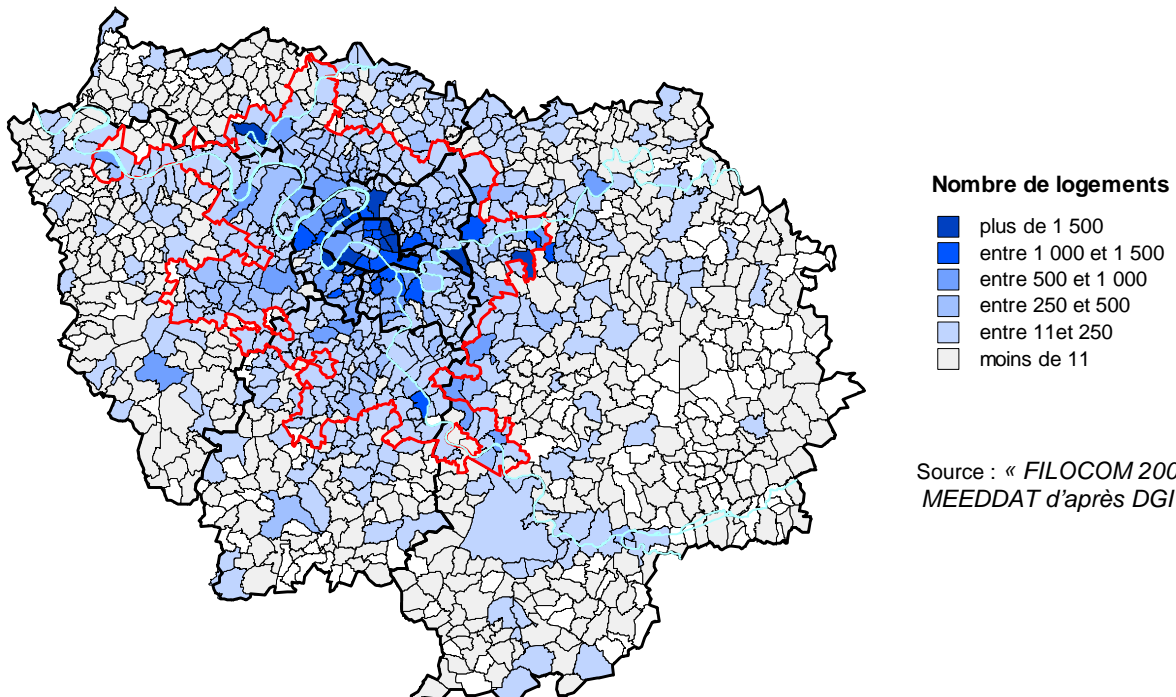 Nombre de logements
plus de 1 500
entre 1 000 et 1 500
entre 500 et 1 000
entre 250 et 500
entre 11et 250
moins de 11
Source : « FILOCOM 200
MEEDDAT d'après DGI